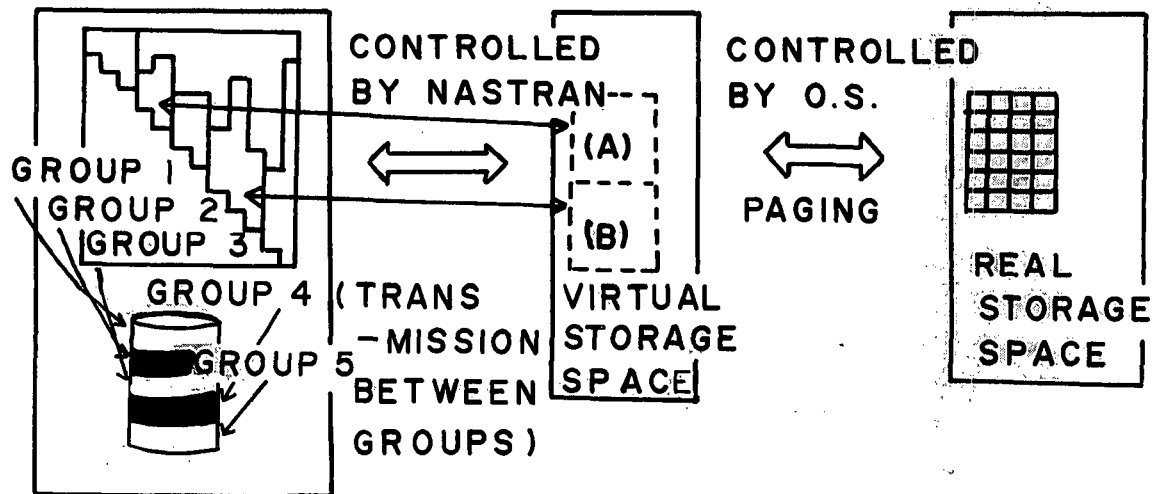 CONTROLLED
BY NASTRAN
CONTROLLED
BY O.S.
(A)
(B)
PAGING
GROUP 1
GROUP 2
GROUP 3
GROUP 4
GROUP 5
(TRANS
-MISSION
BETWEEN
GROUPS)
VIRTUAL
STORAGE
SPACE
REAL
STORAGE
SPACE